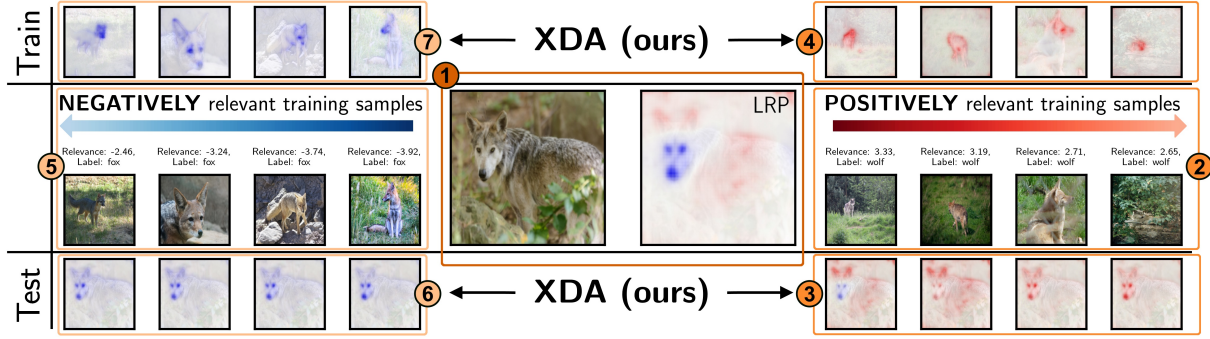 Train
7
XDA (ours)
4
1
NEGATIVELY relevant training samples
LRP
POSITIVELY relevant training samples
5
Relevance: -2.46,
Label: fox
Relevance: -3.24,
Label: fox
Relevance: -3.74,
Label: fox
Relevance: -3.92,
Label: fox
Relevance: 3.33,
Label: wolf
Relevance: 3.19,
Label: wolf
Relevance: 2.71,
Label: wolf
Relevance: 2.65,
Label: wolf
2
Test
6
XDA (ours)
3